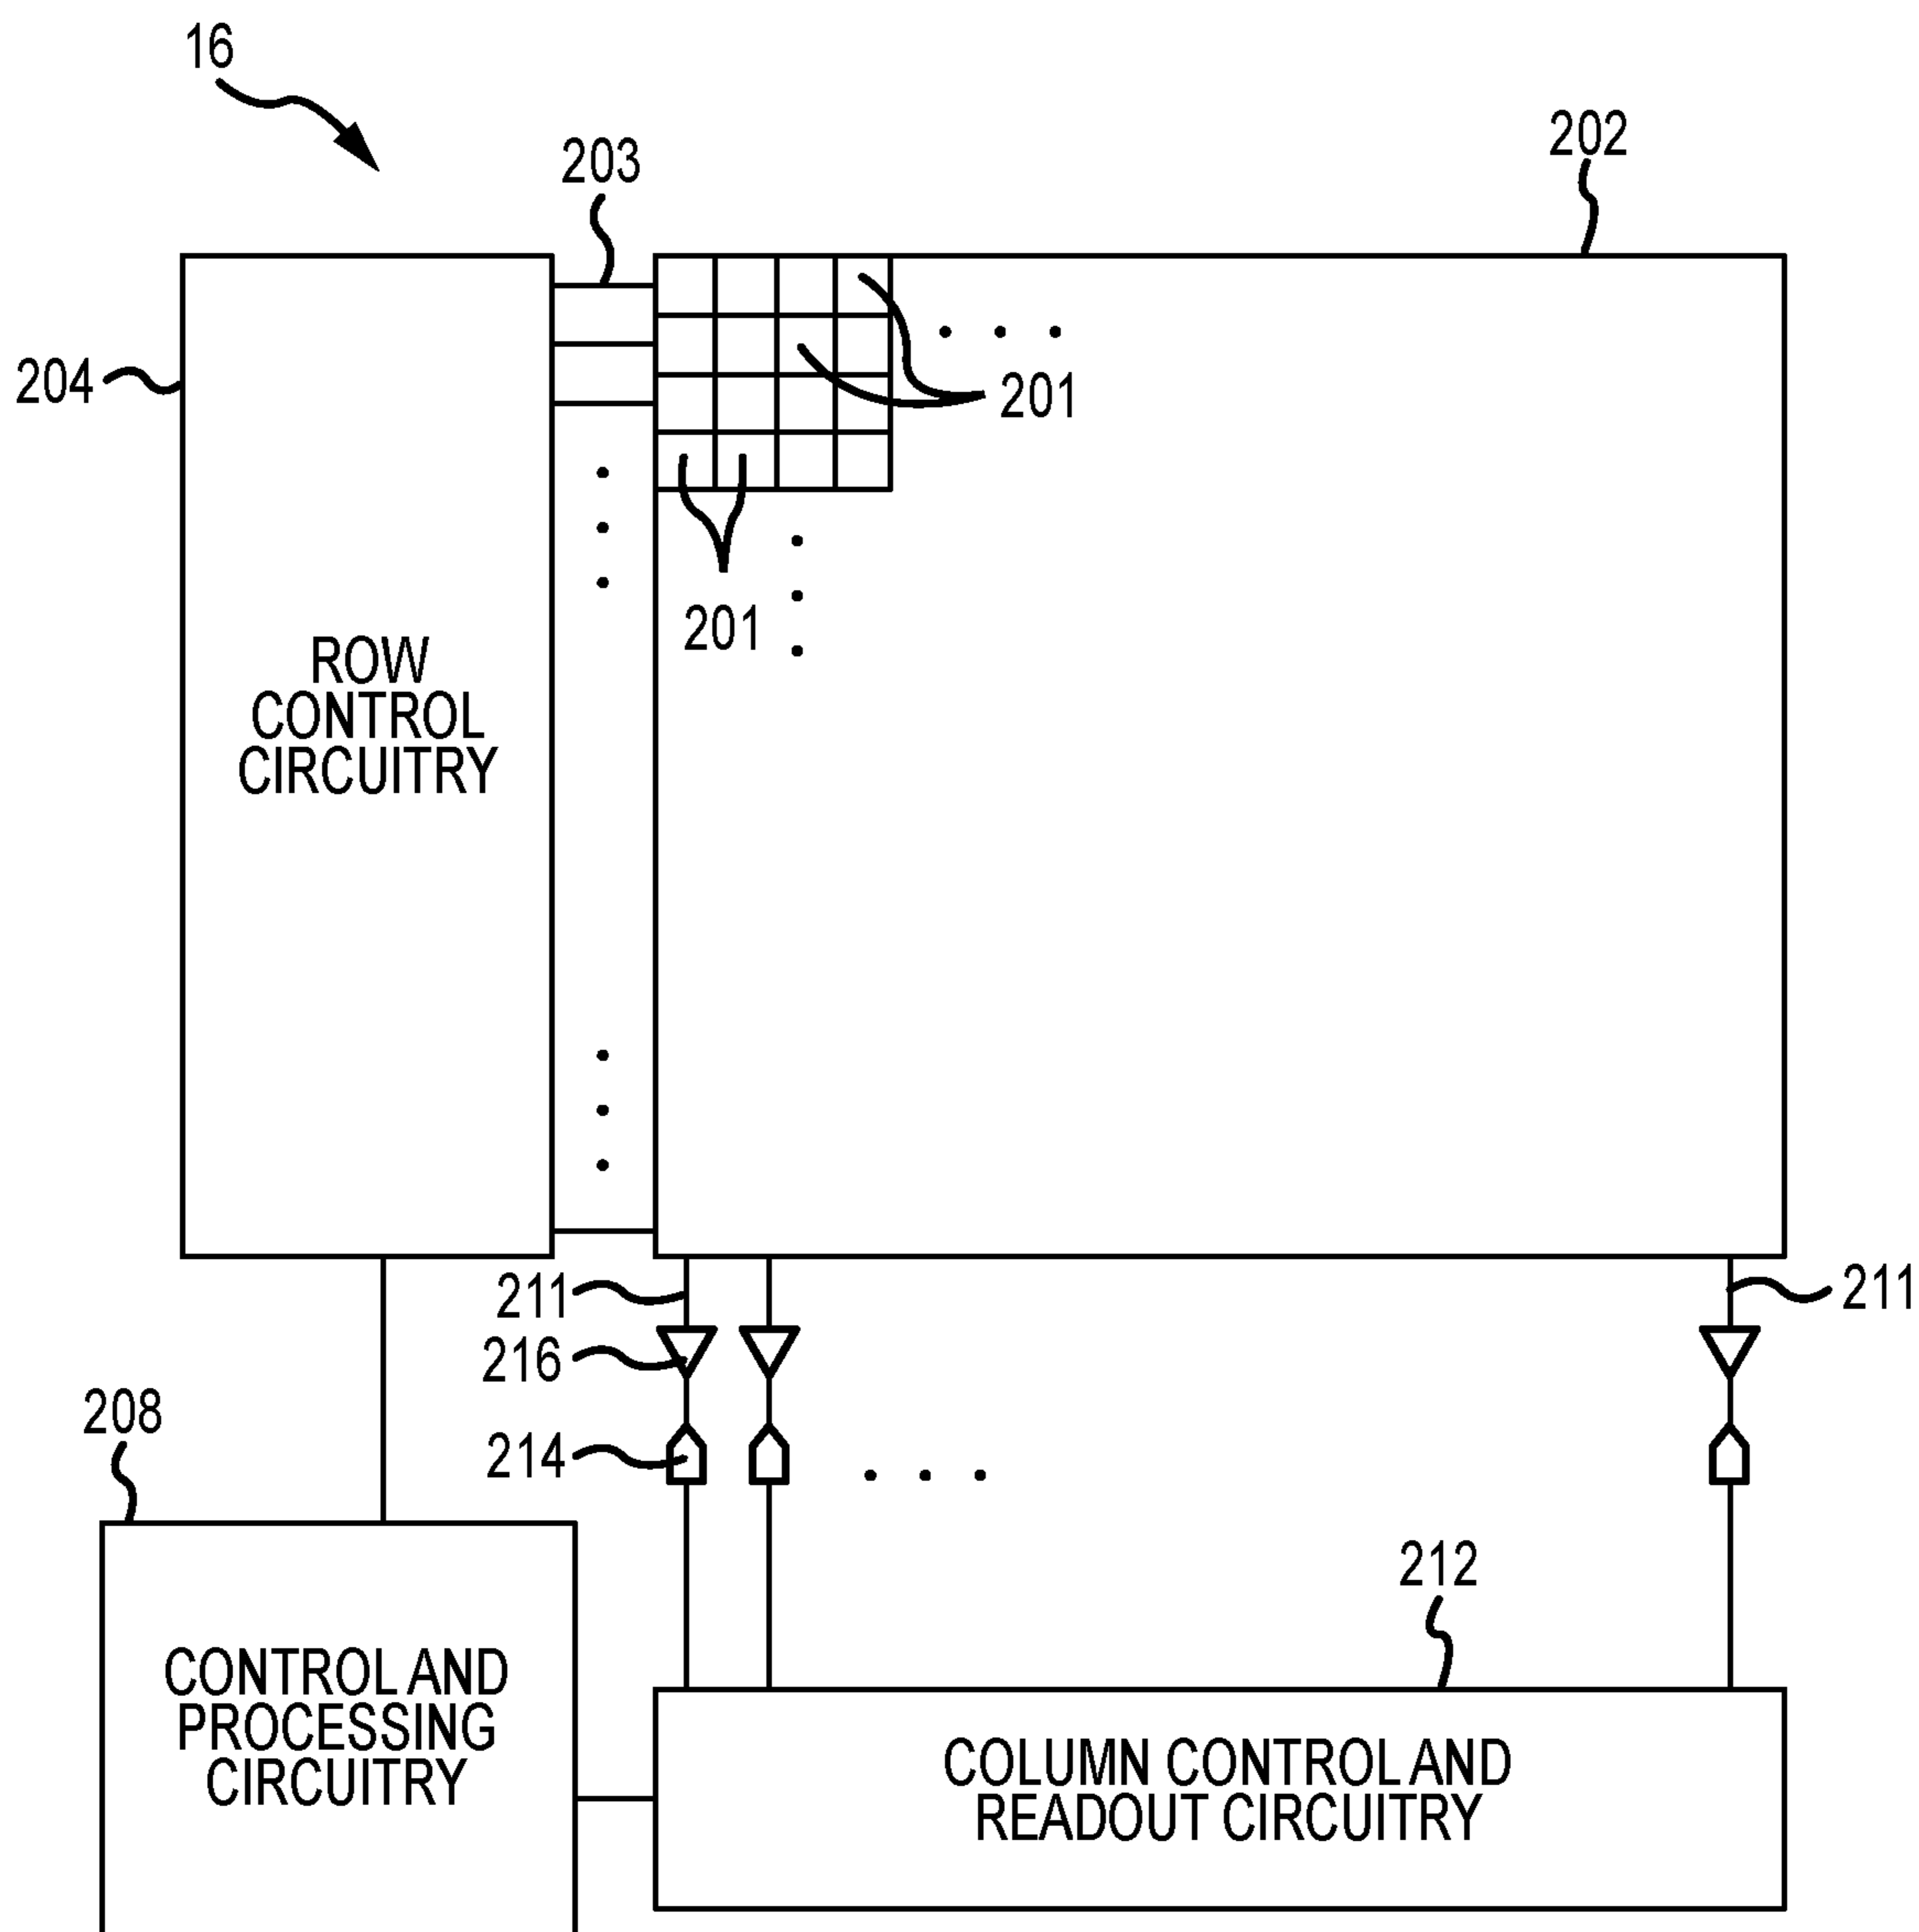 16
203
202
204
201
201
ROW
CONTROL
CIRCUITRY
211
211
216
208
214
212
CONTROL AND
PROCESSING
CIRCUITRY
COLUMN CONTROL AND
READOUT CIRCUITRY